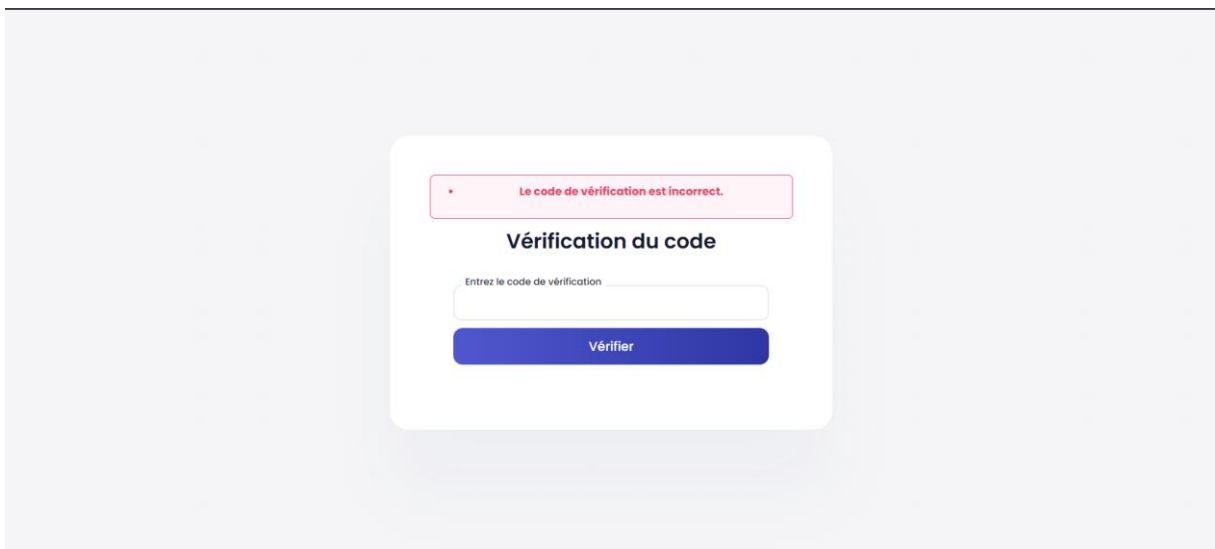 • Le code de vérification est incorrect.
Vérification du code
Entrez le code de vérification
Vérifier